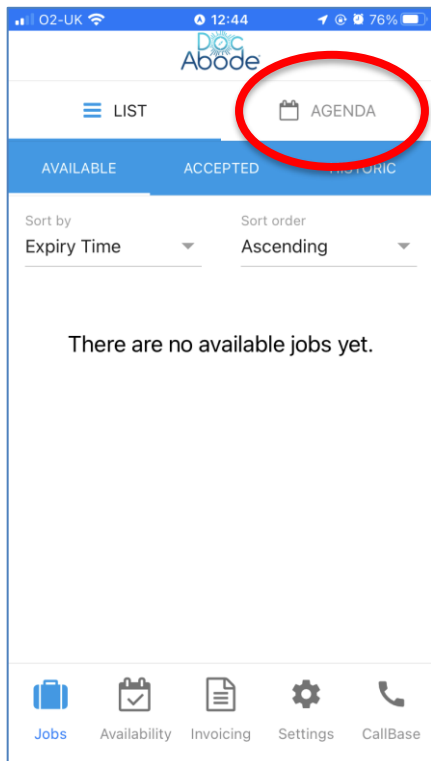 O2-UK 12:44 76%
Doc
Abode
LIST AGENDA
AVAILABLE ACCEPTED HISTORIC
Sort by Sort order
Expiry Time Ascending
There are no available jobs yet.
Jobs Availability Invoicing Settings CallBase